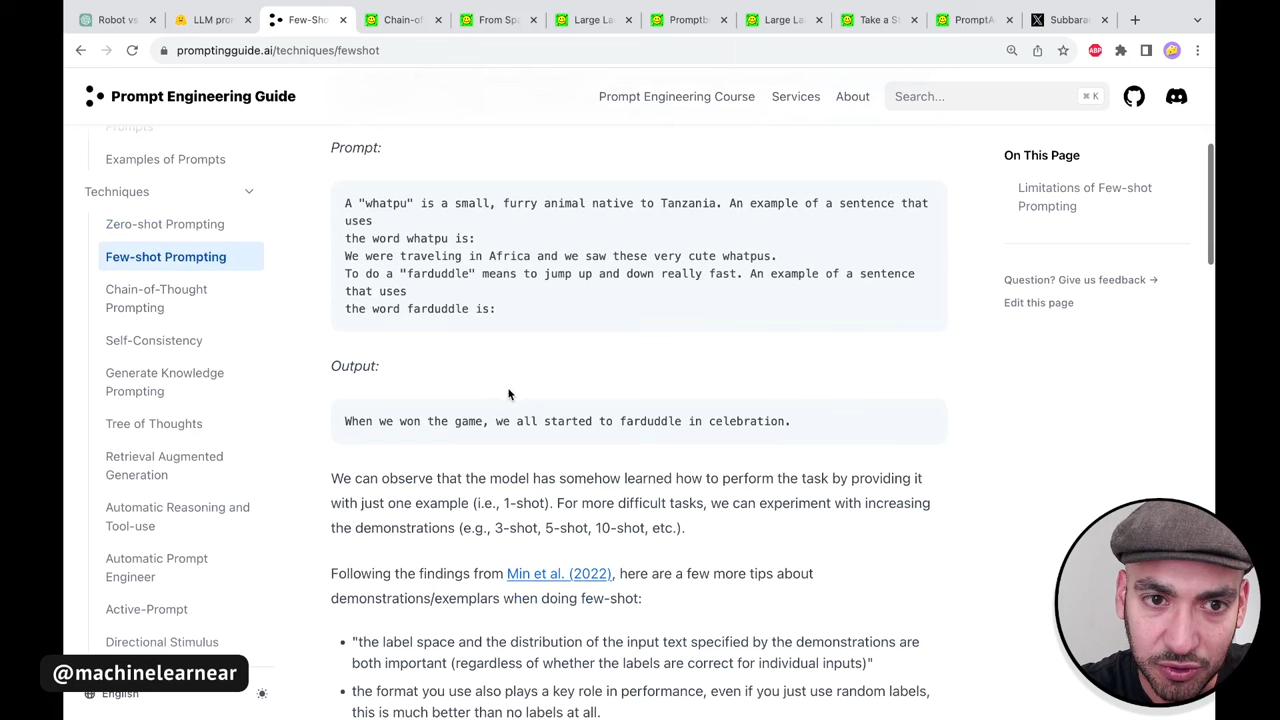 Robot vs
LLM pro
Few-Sho
Chain-of
From Sp
Large La
Promptb
Large La
Take a S
PromptA
Subbara
promptingguide.ai/techniques/fewshot
ABP
Prompt Engineering Guide
Prompt Engineering Course
Services
About
Search...
⌘ K
Prompts
Examples of Prompts
Techniques
Zero-shot Prompting
Few-shot Prompting
Chain-of-Thought
Prompting
Self-Consistency
Generate Knowledge
Prompting
Tree of Thoughts
Retrieval Augmented
Generation
Automatic Reasoning and
Tool-use
Automatic Prompt
Engineer
Active-Prompt
Directional Stimulus
English
@machinelearnear
Prompt:
A "whatpu" is a small, furry animal native to Tanzania. An example of a sentence that
uses
the word whatpu is:
We were traveling in Africa and we saw these very cute whatpus.
To do a "farduddle" means to jump up and down really fast. An example of a sentence
that uses
the word farduddle is:
Output:
When we won the game, we all started to farduddle in celebration.
We can observe that the model has somehow learned how to perform the task by providing it
with just one example (i.e., 1-shot). For more difficult tasks, we can experiment with increasing
the demonstrations (e.g., 3-shot, 5-shot, 10-shot, etc.).
Following the findings from Min et al. (2022), here are a few more tips about
demonstrations/exemplars when doing few-shot:
• "the label space and the distribution of the input text specified by the demonstrations are
both important (regardless of whether the labels are correct for individual inputs)"
• the format you use also plays a key role in performance, even if you just use random labels,
this is much better than no labels at all.
On This Page
Limitations of Few-shot
Prompting
Question? Give us feedback →
Edit this page